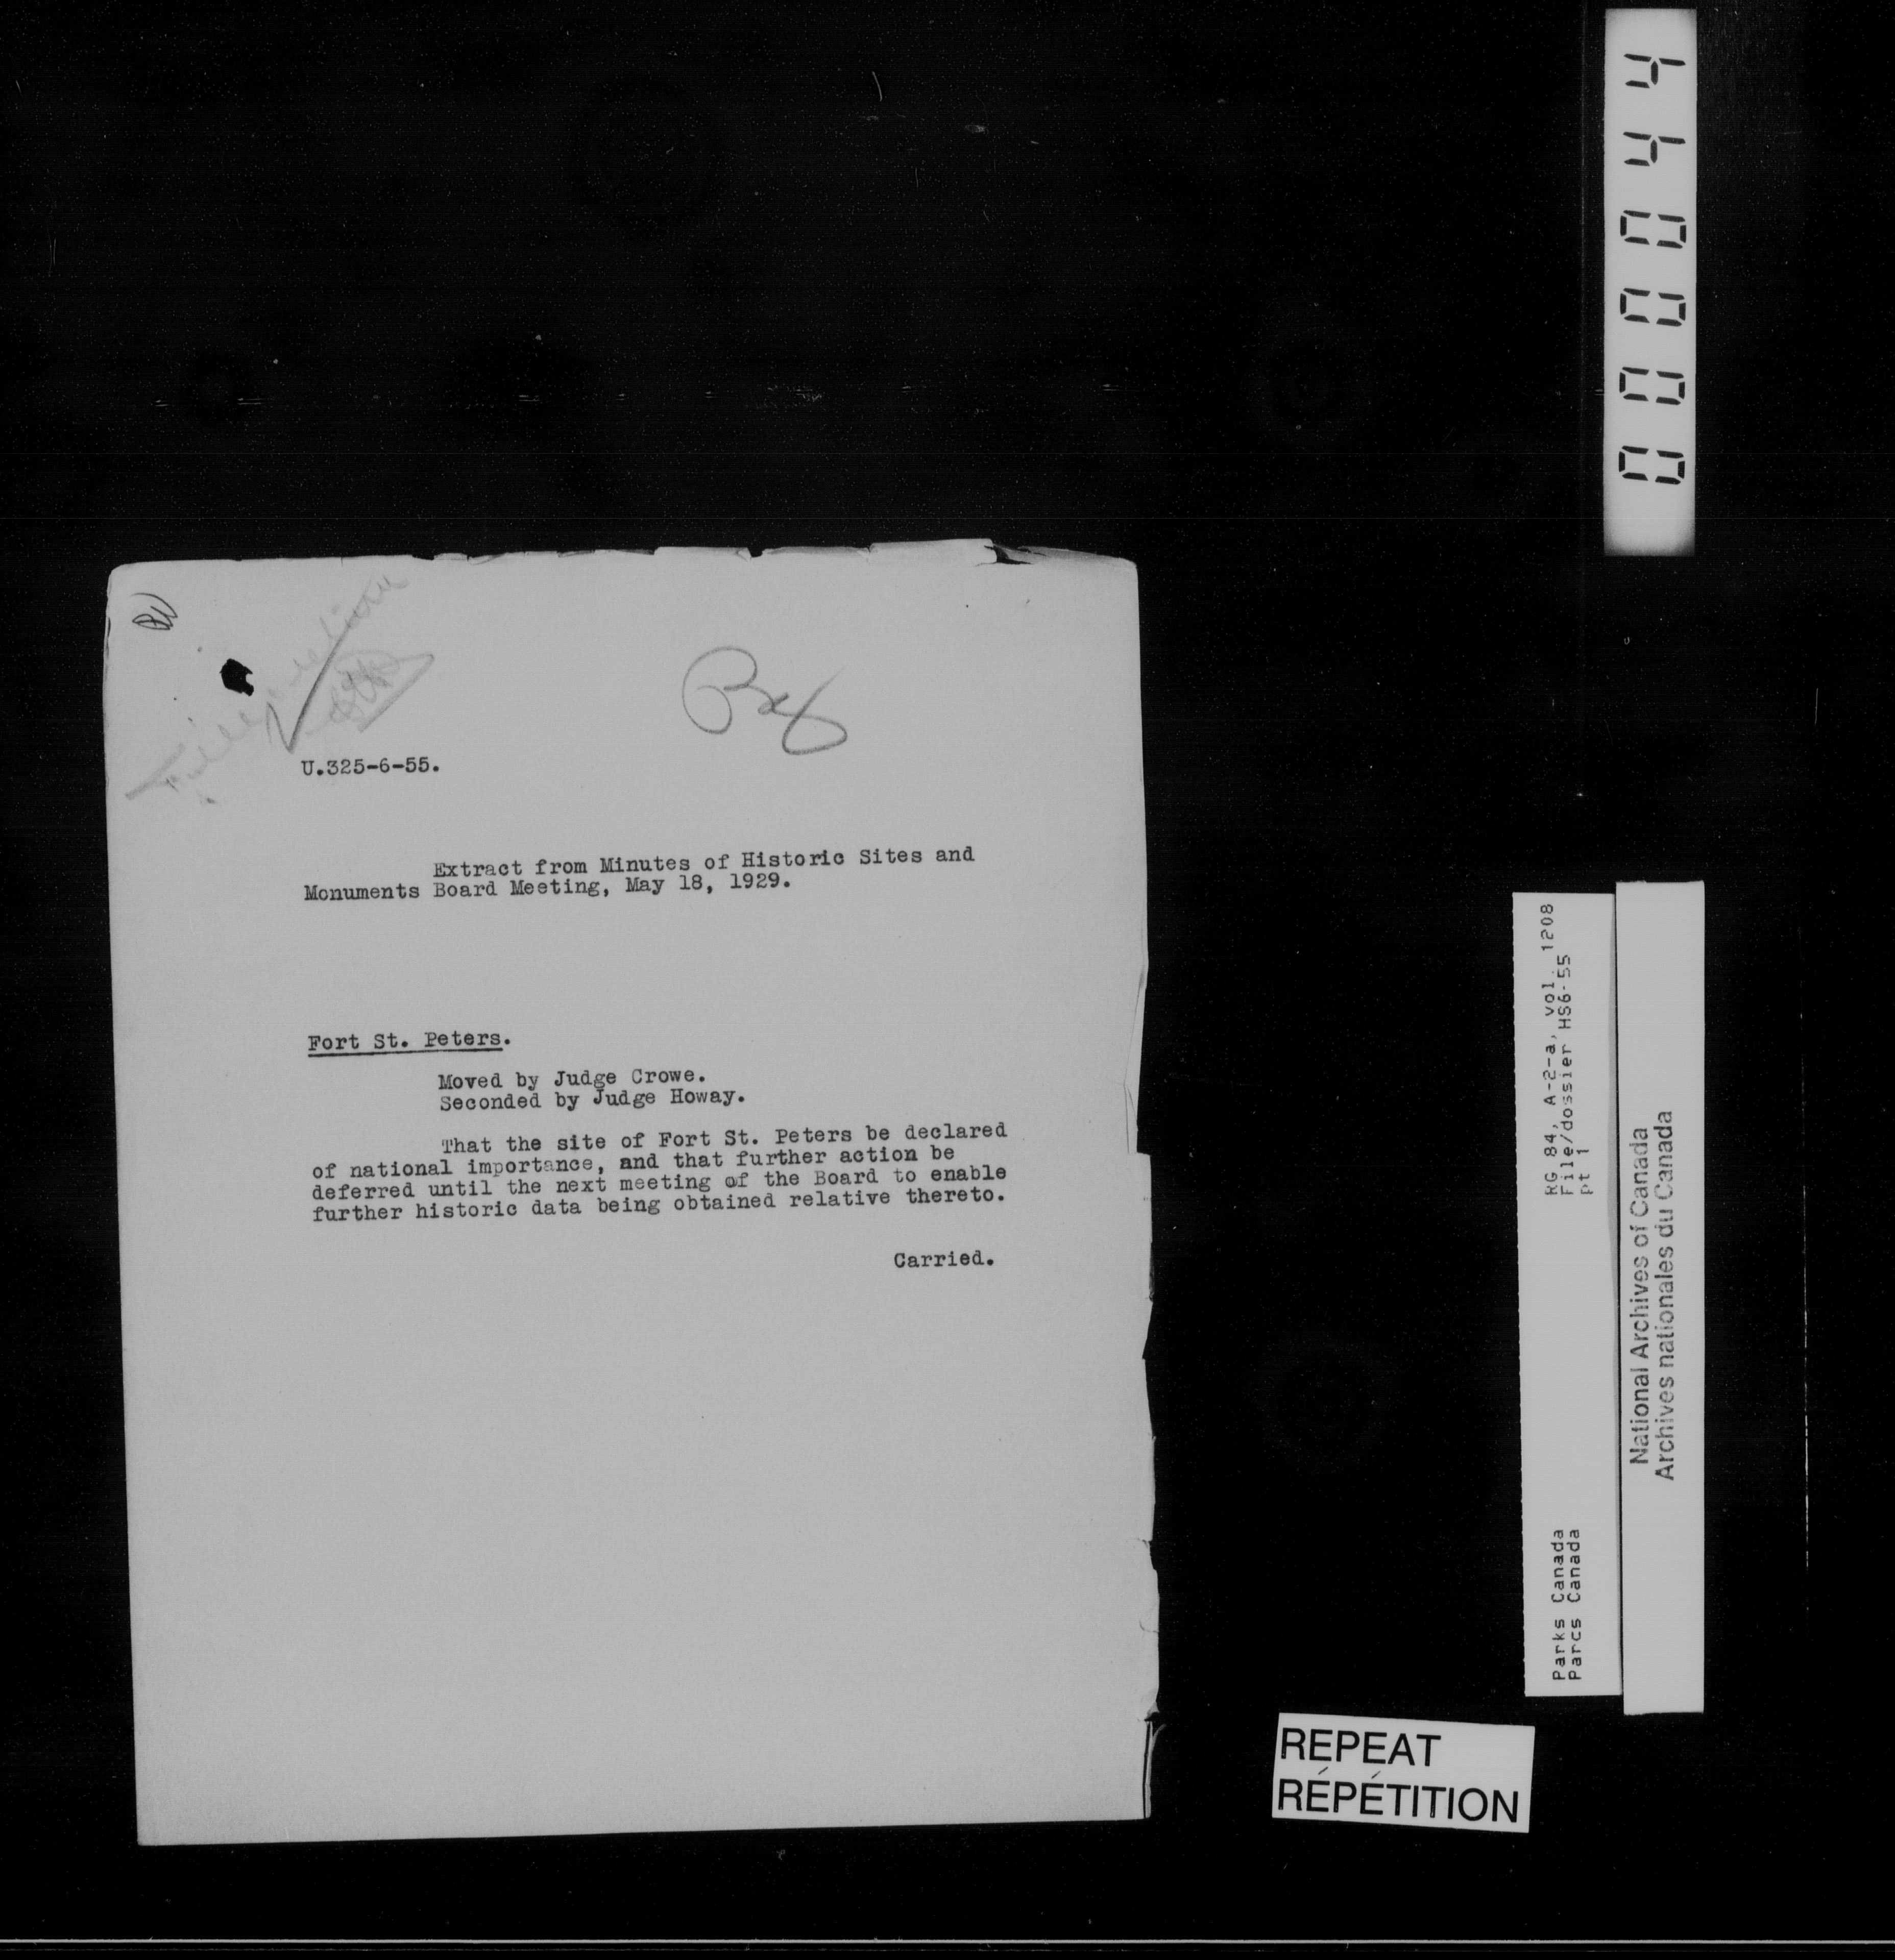 U.325-6-55.
Extract from Minutes of Historic Sites and
Monuments Board Meeting, May 18, 1929.
Fort St. Peters.
Moved by Judge Crowe.
Seconded by Judge Howay.
That the site of Fort St. Peters be declared
of national importance, and that further action be
deferred until the next meeting of the Board to enable
further historic data being obtained relative thereto.
Carried.
000044
RG 84, A-2-a, vol. 1208
File/dossier HS6-55
pt 1
Parks Canada
Parcs Canada
National Archives of Canada
Archives nationales du Canada
REPEAT
RÉPÉTITION